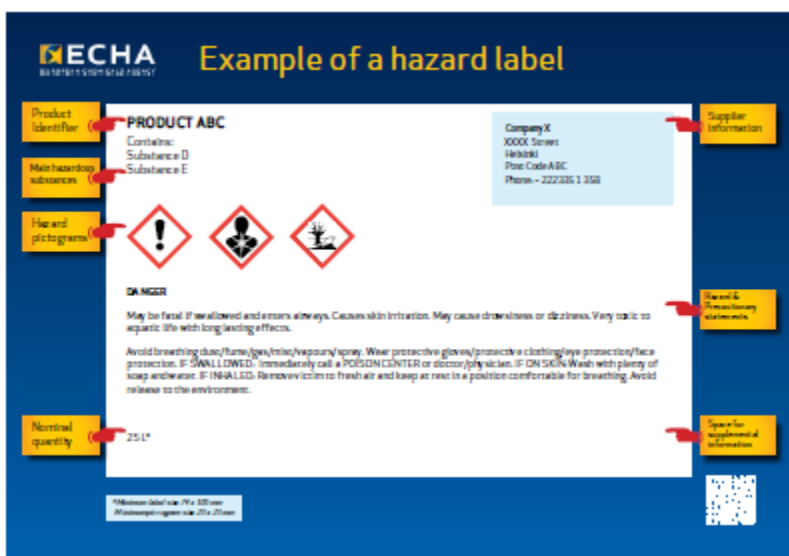 ECHA
Example of a hazard label
Product
Identifier
PRODUCT ABC
Contains:
Substance D
Substance E
Main hazardous
substances
Hazard
pictograms
Company X
XXXX Street
Helsinki
Post Code ABC
Supplier
information
DANGER
May be fatal if swallowed and enters airways. Causes skin irritation. May cause drowsiness or dizziness. Very toxic to
aquatic life with long lasting effects.
Hazard &
Precautionary
statements
Avoid breathing dust/fume/gas/mist/vapours/spray. Wear protective gloves/protective clothing/eye protection/face
protection. IF SWALLOWED: Immediately call a POISON CENTER or doctor/physician. IF ON SKIN: Wash with plenty of
soap and water. IF INHALED: Remove victim to fresh air and keep at rest in a position comfortable for breathing. Avoid
release to the environment.
Nominal
quantity
25 L*
Space for
supplemental
information